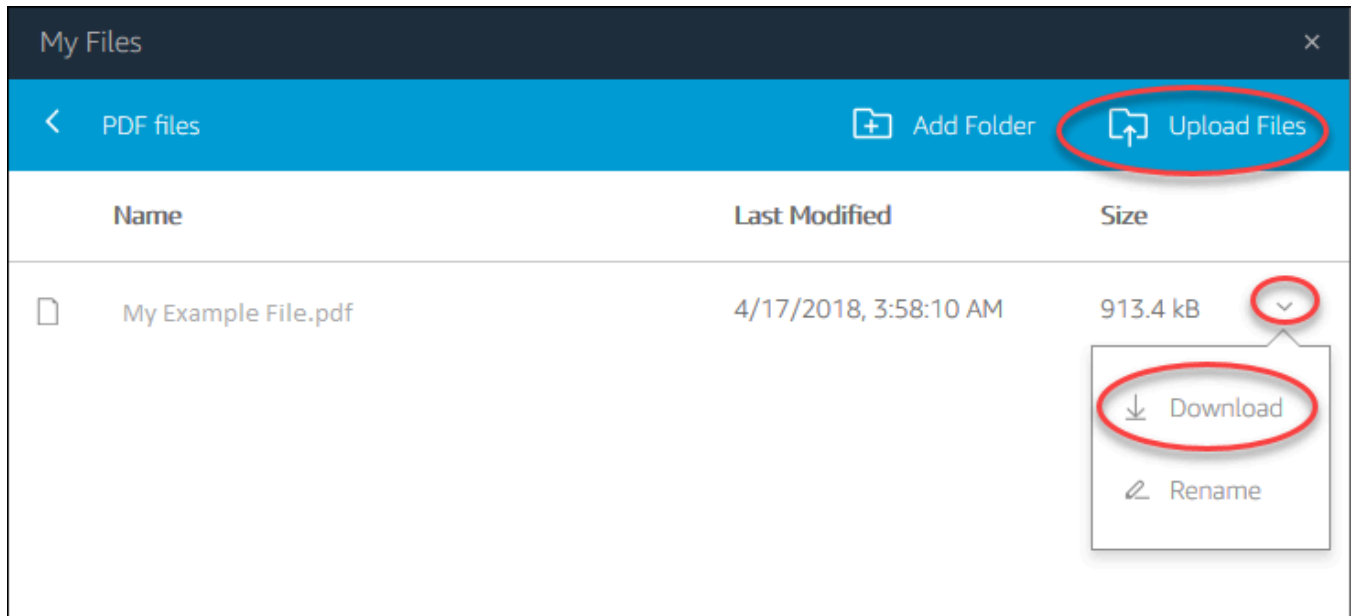 My Files
PDF files Add Folder Upload Files
Name Last Modified Size
My Example File.pdf 4/17/2018, 3:58:10 AM 913.4 kB
Download
Rename